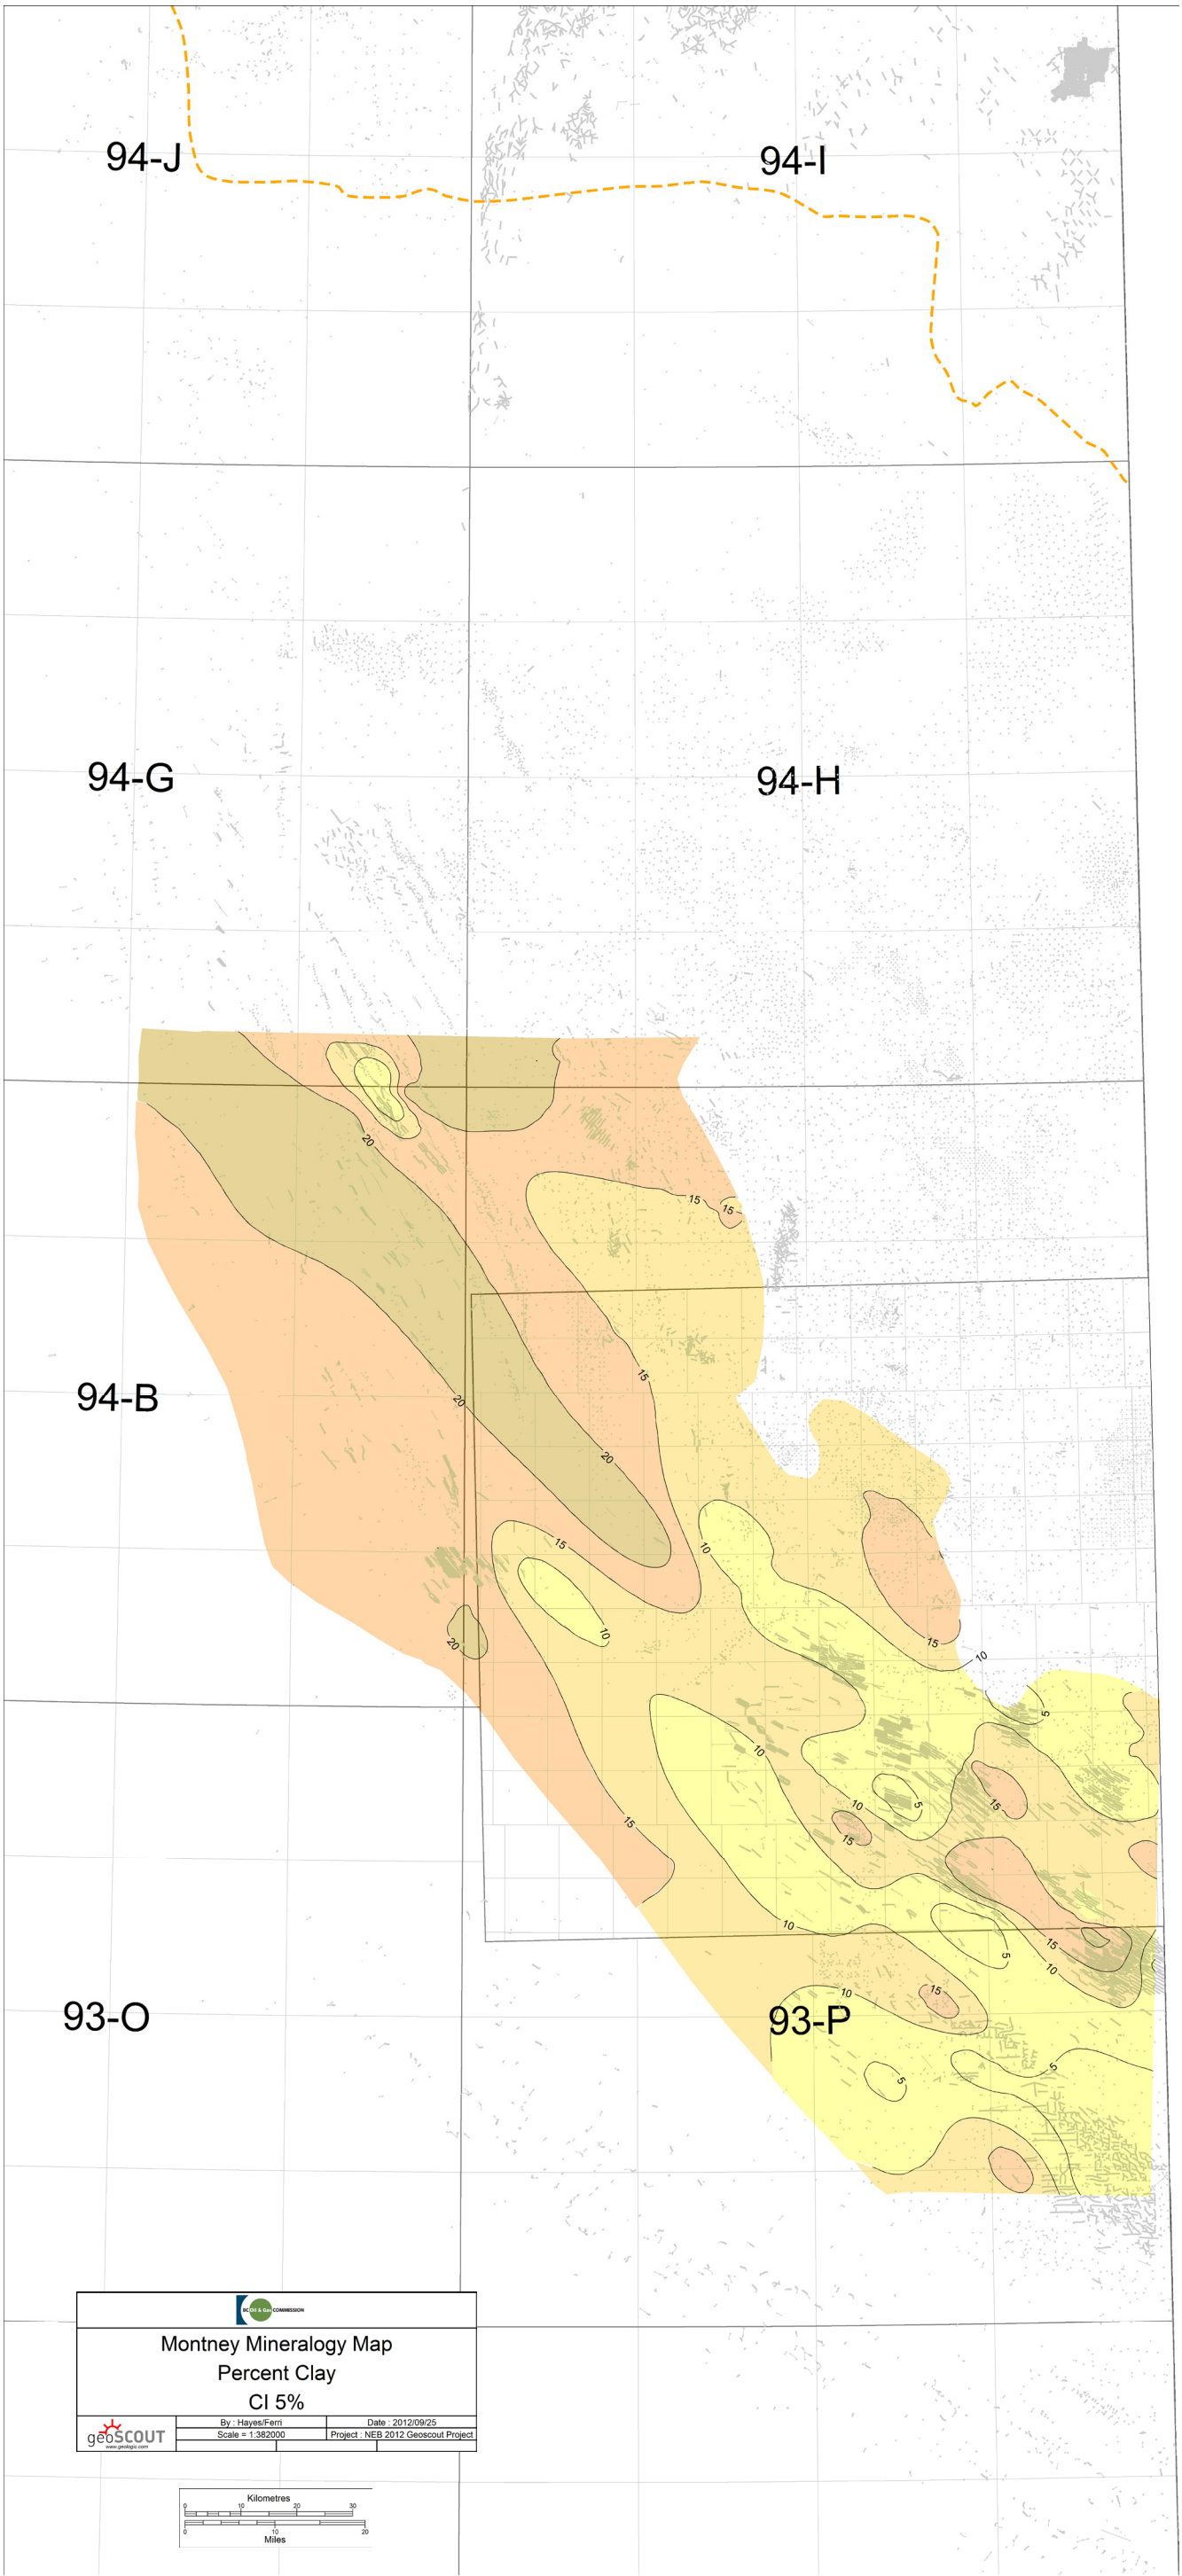 94-J
94-I
94-G
94-H
20
15
15
94-B
15
20
20
15
10
10
20
15
10
5
10
15
10
5
15
15
10
5
15
10
93-O
10
15
93-P
5
5
BC Oil & Gas COMMISSION
Montney Mineralogy Map
Percent Clay
CI 5%
geoSCOUT
www.geologic.com
By : Hayes/Ferri
Date : 2012/09/25
Scale = 1:382000
Project : NEB 2012 Geoscout Project
Kilometres
0 10 20 30
0 10 20
Miles